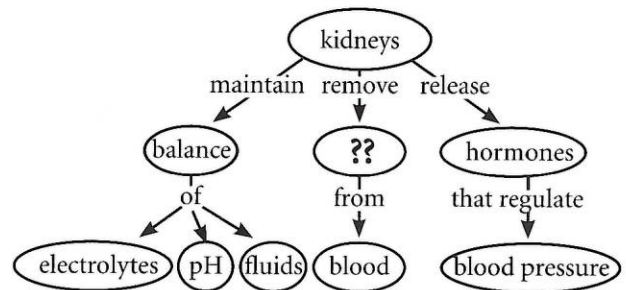 kidneys
maintain remove release
balance ?? hormones
of from that regulate
electrolytes pH fluids blood blood pressure